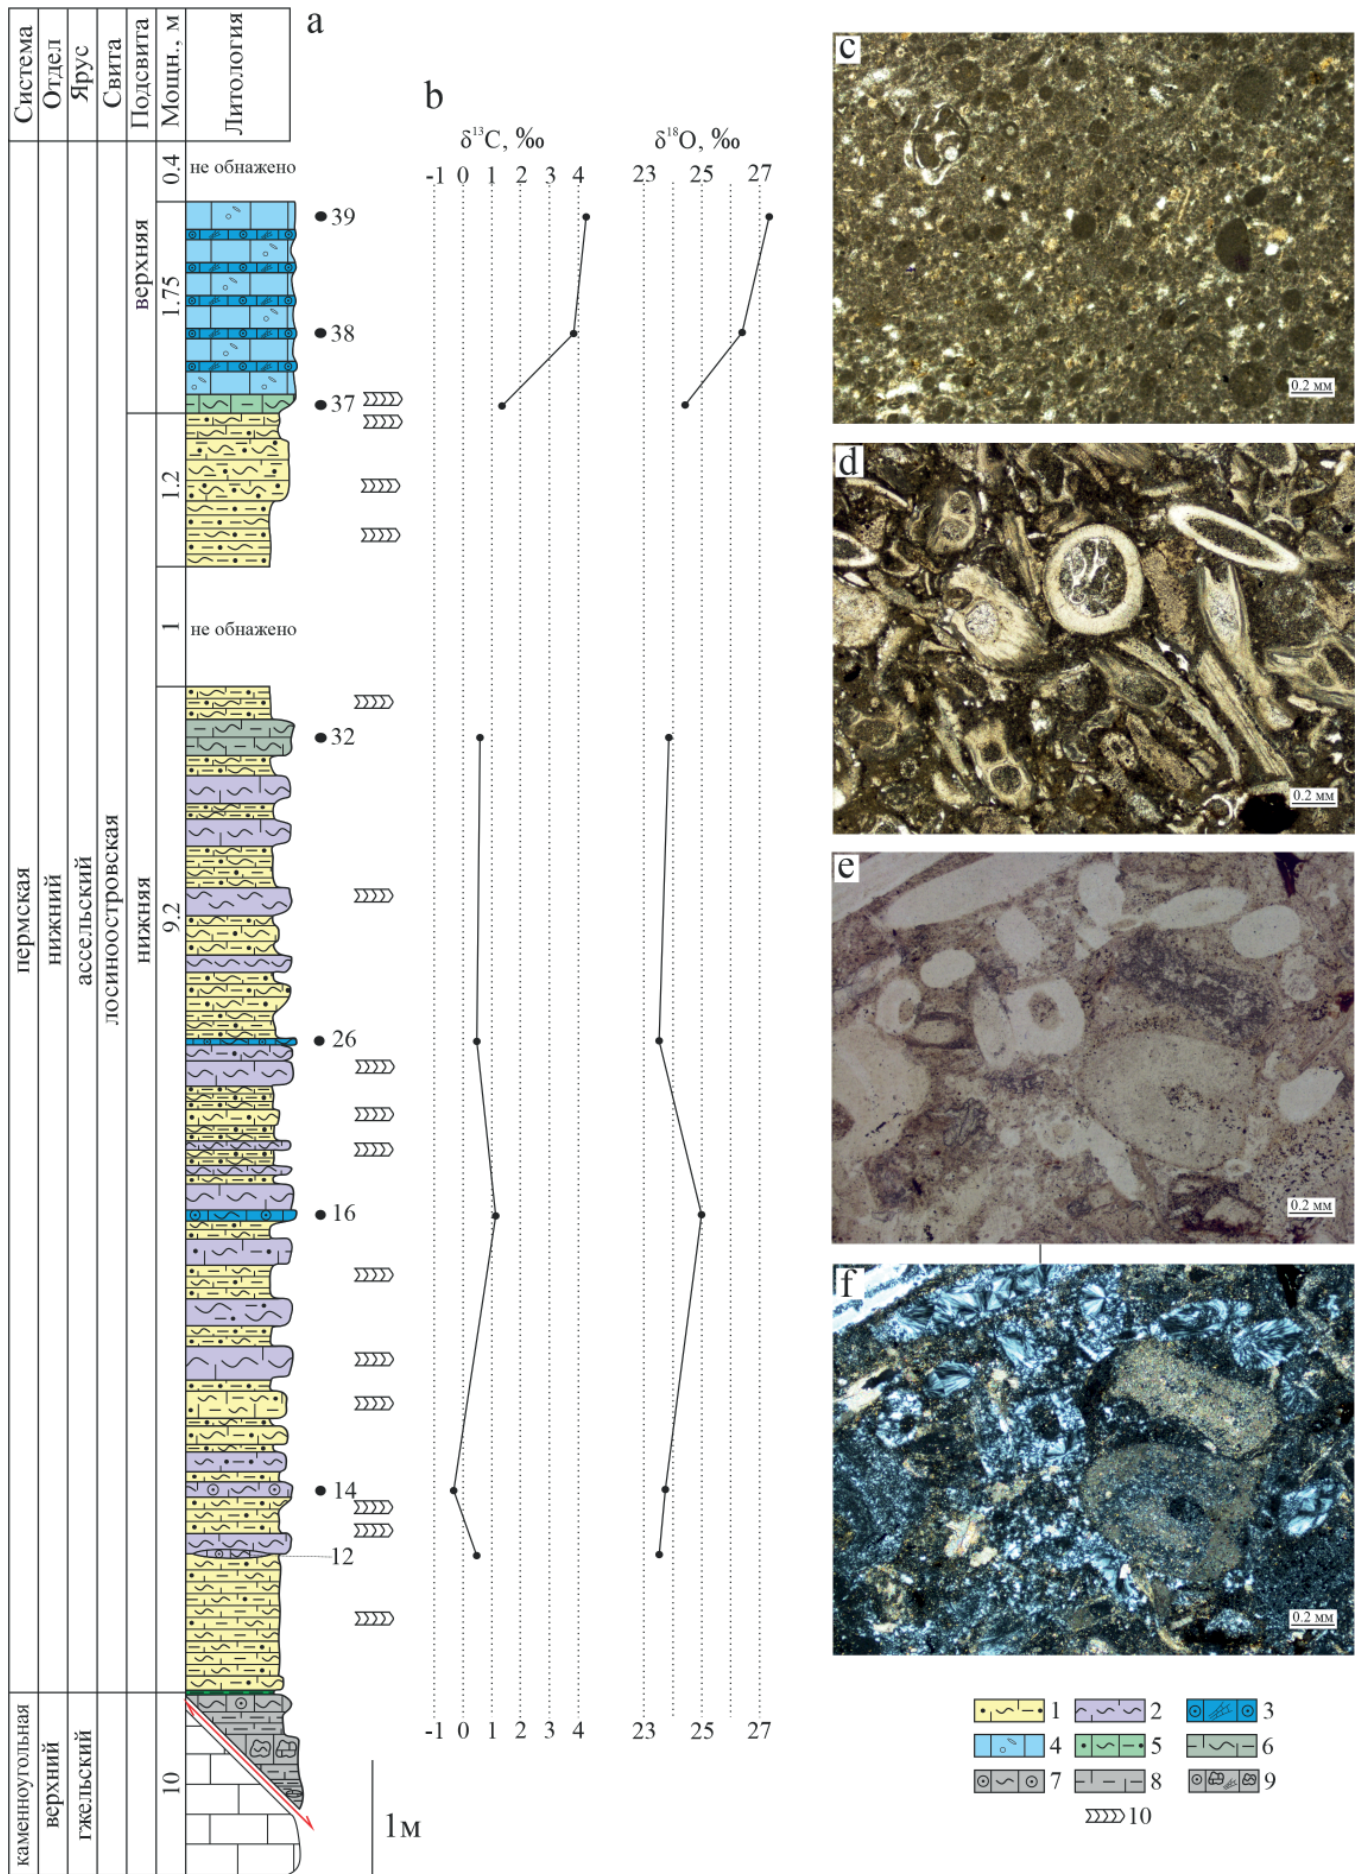 a
Система
Отдел
Ярус
Свита
Подсвита
Мощн., м
Литология
пермская
нижний
ассельский
лосиноостровская
верхняя
нижняя
каменноугольная
верхний
гжельский
0.4
не обнажено
1.75
1.2
1
не обнажено
9.2
10
39
38
37
32
26
16
14
12
1м
b
δ¹³C, ‰
-1 0 1 2 3 4
δ¹⁸O, ‰
23 25 27
-1 0 1 2 3 4
23 25 27
c
0.2 мм
d
0.2 мм
e
0.2 мм
f
0.2 мм
1 2 3
4 5 6
7 8 9
10